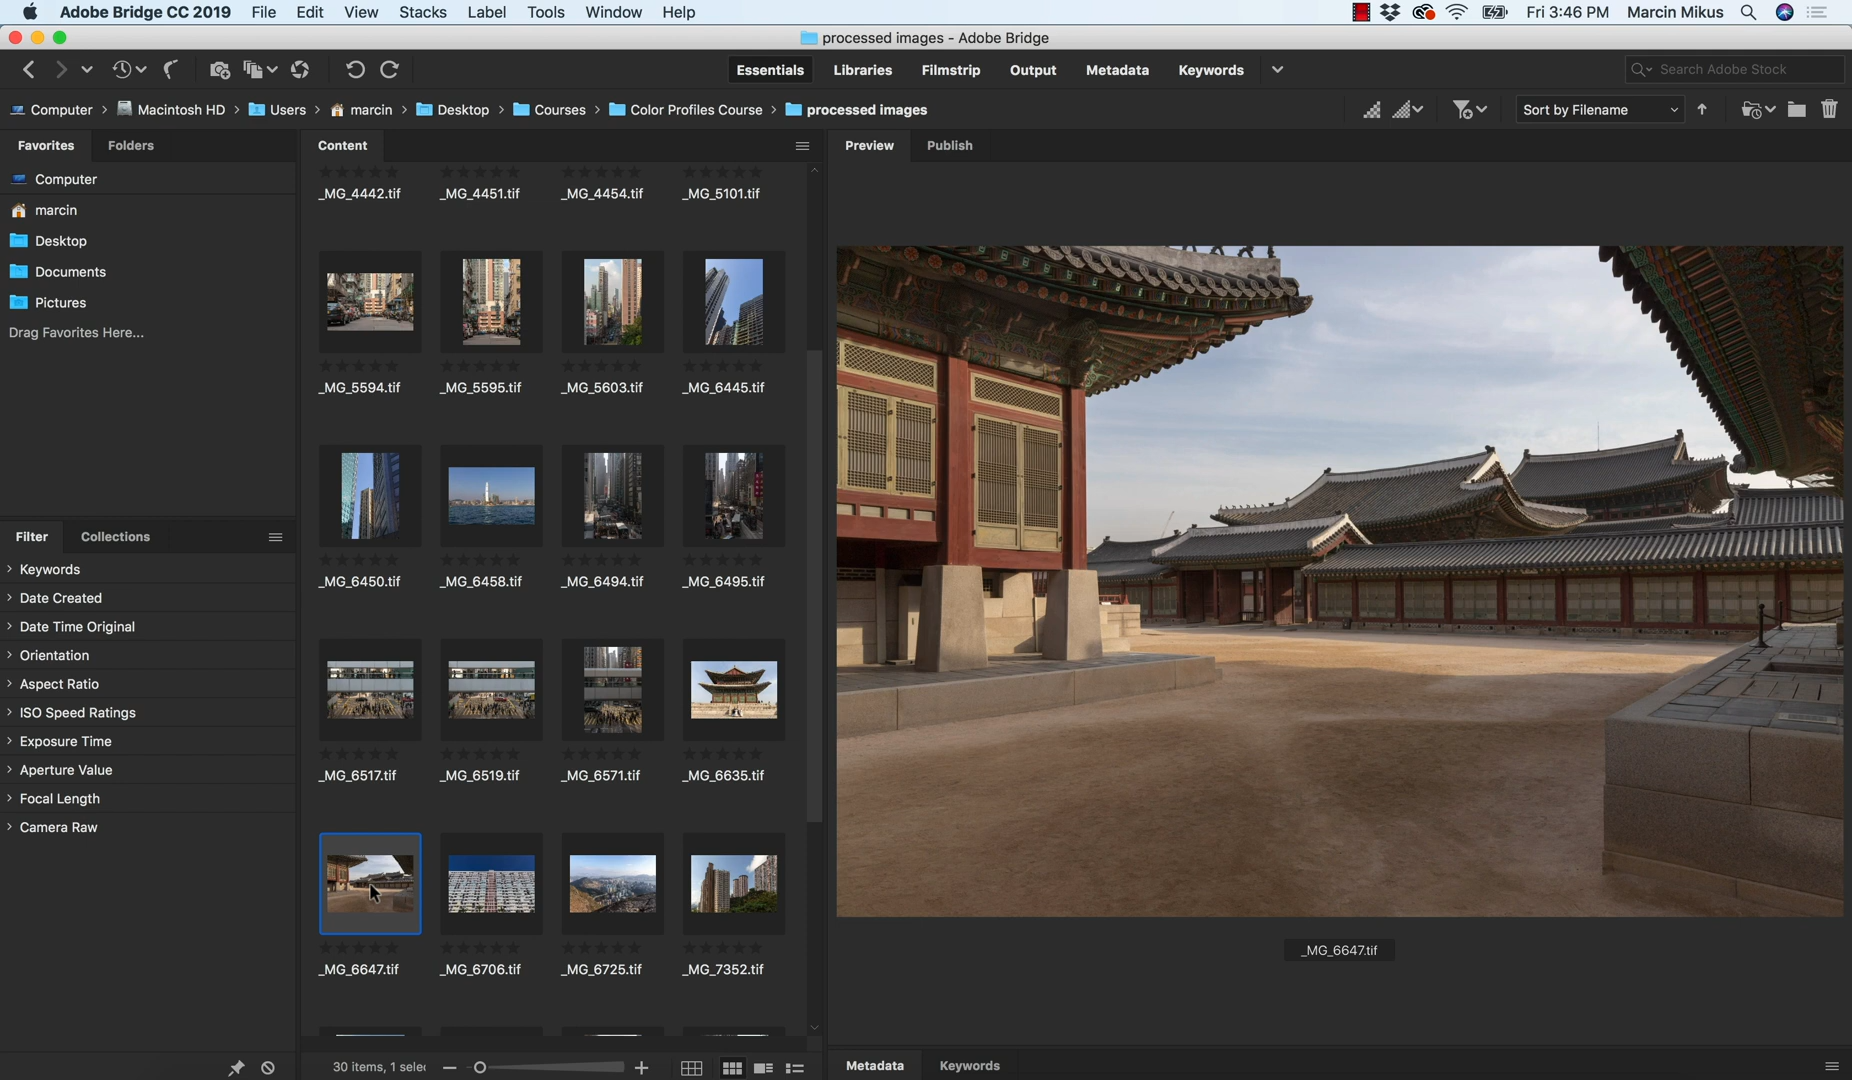 Adobe Bridge CC 2019 File Edit View Stacks Label Tools Window Help Fri 3:46 PM Marcin Mikus
processed images - Adobe Bridge
Essentials Libraries Filmstrip Output Metadata Keywords Search Adobe Stock
Computer Macintosh HD Users marcin Desktop Courses Color Profiles Course processed images Sort by Filename
Favorites Folders
Computer
marcin
Desktop
Documents
Pictures
Drag Favorites Here...
Filter Collections
Keywords
Date Created
Date Time Original
Orientation
Aspect Ratio
ISO Speed Ratings
Exposure Time
Aperture Value
Focal Length
Camera Raw
Content
_MG_4442.tif _MG_4451.tif _MG_4454.tif _MG_5101.tif
_MG_5594.tif _MG_5595.tif _MG_5603.tif _MG_6445.tif
_MG_6450.tif _MG_6458.tif _MG_6494.tif _MG_6495.tif
_MG_6517.tif _MG_6519.tif _MG_6571.tif _MG_6635.tif
_MG_6647.tif _MG_6706.tif _MG_6725.tif _MG_7352.tif
30 items, 1 selec
Preview Publish
_MG_6647.tif
Metadata Keywords